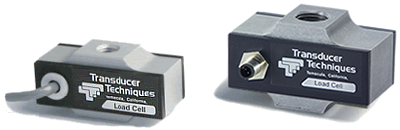 Transducer
Techniques
Temecula, California.
Load Cell
Transducer
Techniques
Temecula, California.
Load Cell